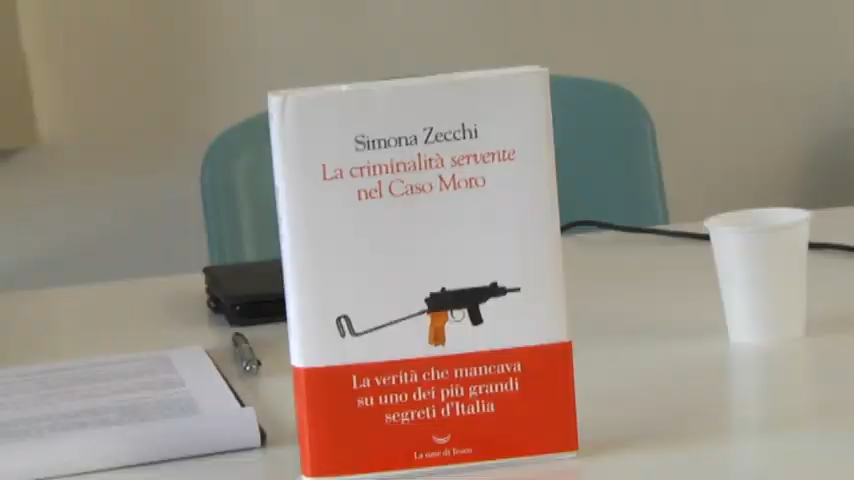 Simona Zecchi
La criminalità servente
nel Caso Moro
La verità che mancava
su uno dei più grandi
segreti d'Italia
La nave di Teseo